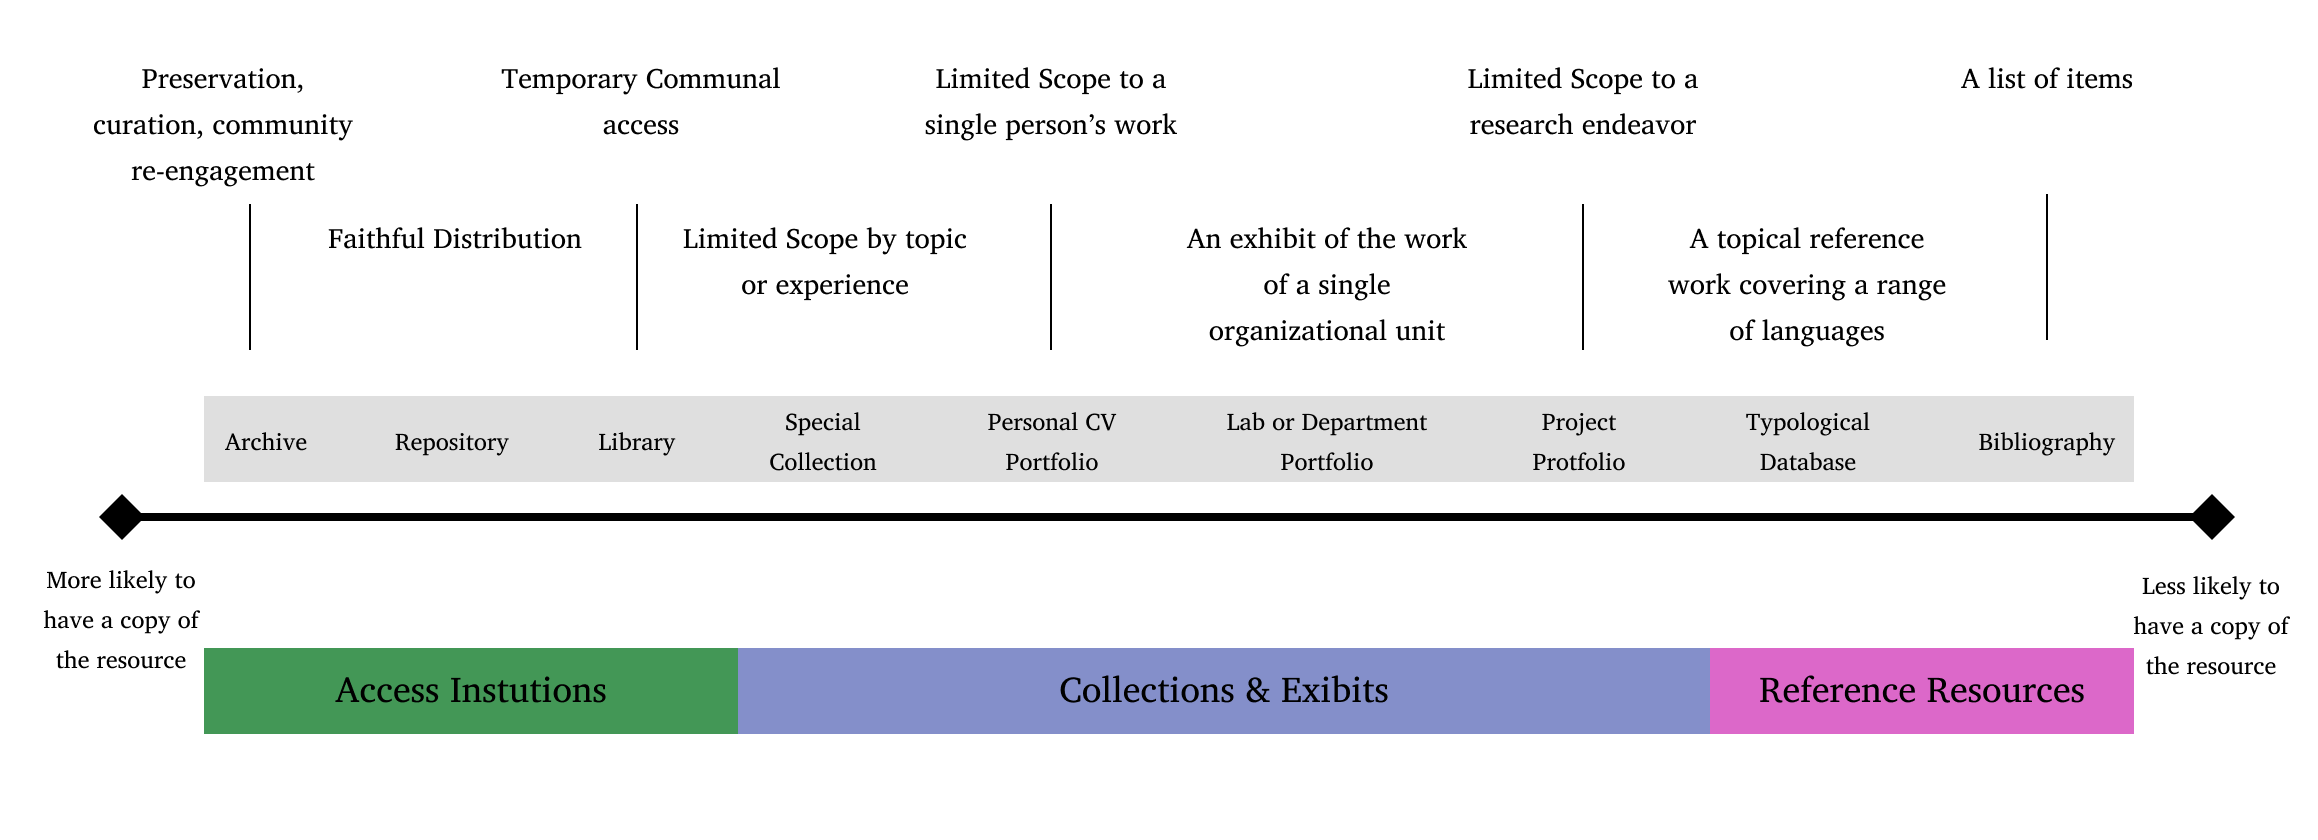 Preservation,
curation, community
re-engagement
Temporary Communal
access
Limited Scope to a
single person’s work
Limited Scope to a
research endeavor
A list of items
Faithful Distribution
Limited Scope by topic
or experience
An exhibit of the work
of a single
organizational unit
A topical reference
work covering a range
of languages
Archive
Repository
Library
Special
Collection
Personal CV
Portfolio
Lab or Department
Portfolio
Project
Protfolio
Typological
Database
Bibliography
More likely to
have a copy of
the resource
Less likely to
have a copy of
the resource
Access Instutions
Collections & Exibits
Reference Resources